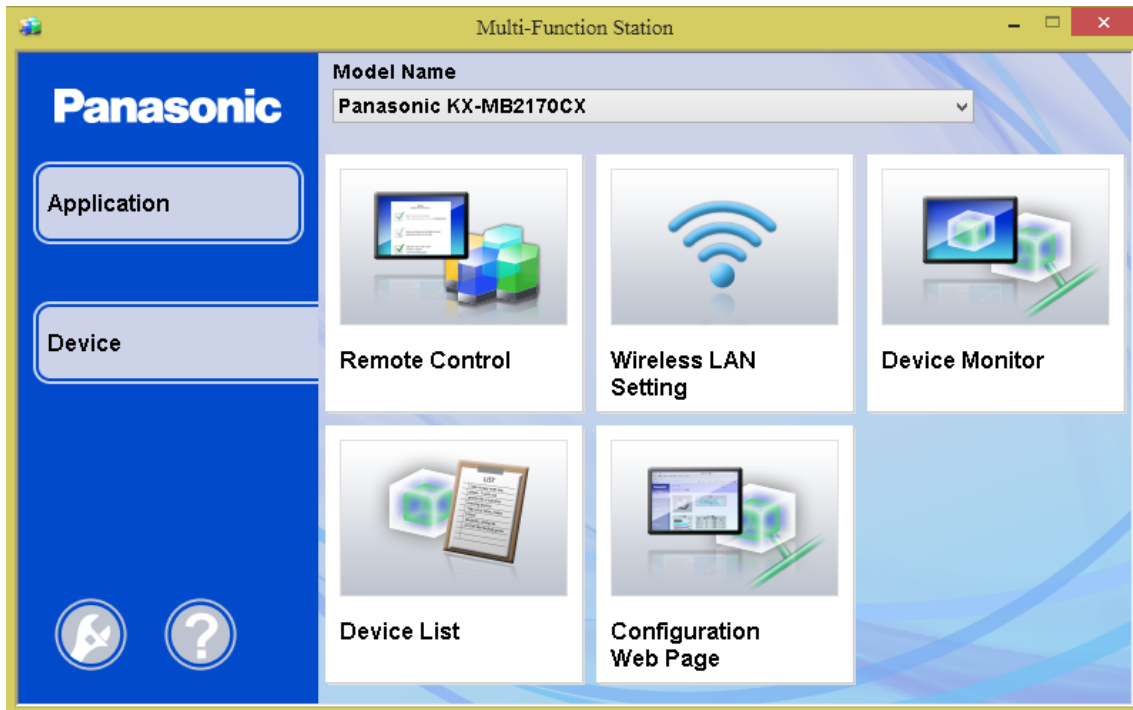 Multi-Function Station
Panasonic
Model Name
Panasonic KX-MB2170CX
Application
Device
Remote Control
Wireless LAN
Setting
Device Monitor
LIST
Device List
Configuration
Web Page
?